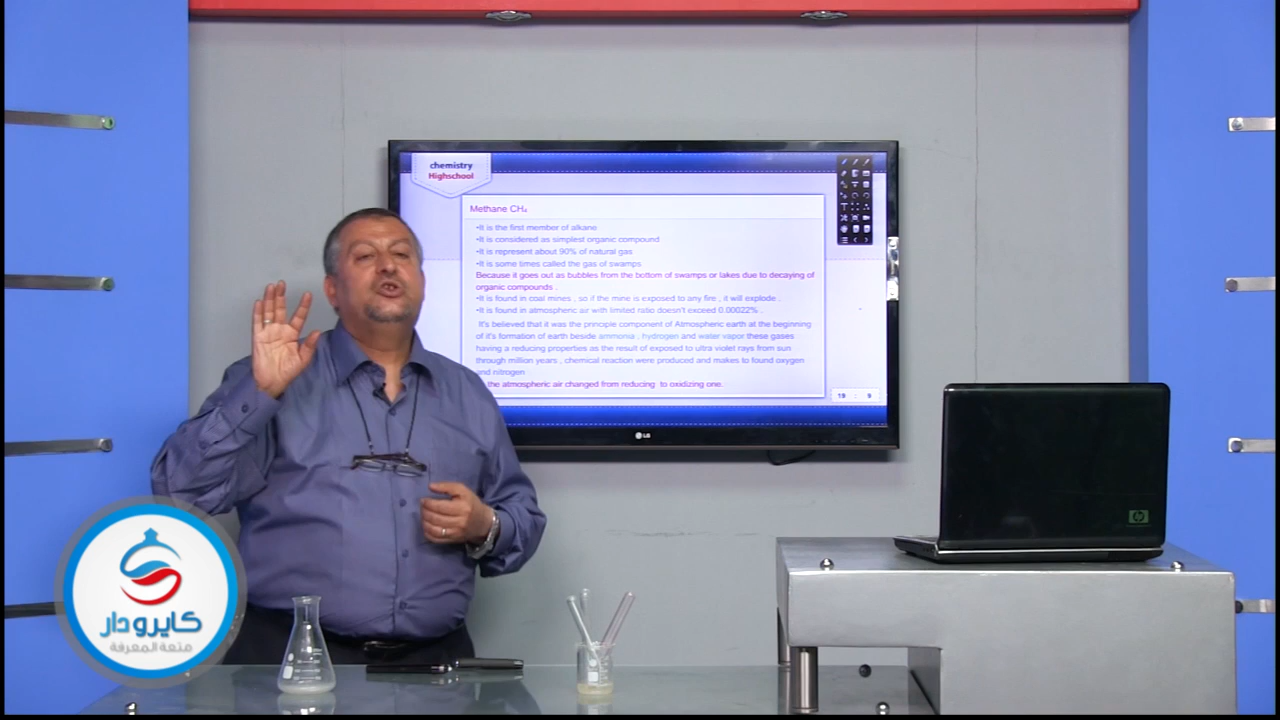 chemistry
Highschool
Methane CH₄
•It is the first member of alkane
•It is considered as simplest organic compound
•It is represent about 90% of natural gas
•It is some times called the gas of swamps
Because it goes out as bubbles from the bottom of swamps or lakes due to decaying of
organic compounds .
•It is found in coal mines , so if the mine is exposed to any fire , it will explode .
•It is found in atmospheric air with limited ratio doesn't exceed 0.00022% .
It's believed that it was the principle component of Atmospheric earth at the beginning
of it's formation of earth beside ammonia , hydrogen and water vapor these gases
having a reducing properties as the result of exposed to ultra violet rays from sun
through million years , chemical reaction were produced and makes to found oxygen
and nitrogen
the atmospheric air changed from reducing to oxidizing one.
19 : 9
LG
hp
كايرو دار
متعة المعرفة